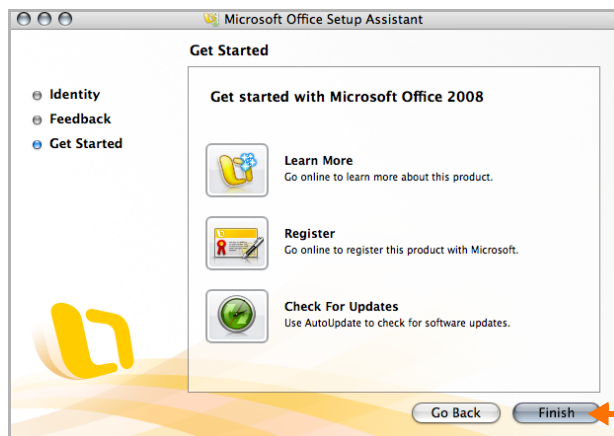 Microsoft Office Setup Assistant
Get Started
Identity
Feedback
Get Started
Get started with Microsoft Office 2008
Learn More
Go online to learn more about this product.
Register
Go online to register this product with Microsoft.
Check For Updates
Use AutoUpdate to check for software updates.
Go Back
Finish